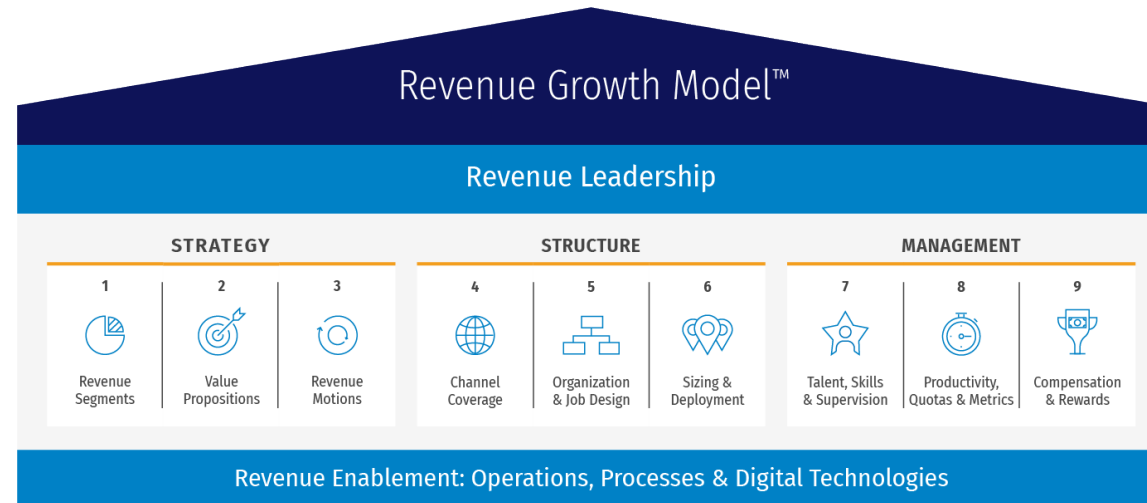 Revenue Growth Model™
Revenue Leadership
STRATEGY
1
Revenue
Segments
2
Value
Propositions
3
Revenue
Motions
STRUCTURE
4
Channel
Coverage
5
Organization
& Job Design
6
Sizing &
Deployment
MANAGEMENT
7
Talent, Skills
& Supervision
8
Productivity,
Quotas & Metrics
9
Compensation
& Rewards
Revenue Enablement: Operations, Processes & Digital Technologies